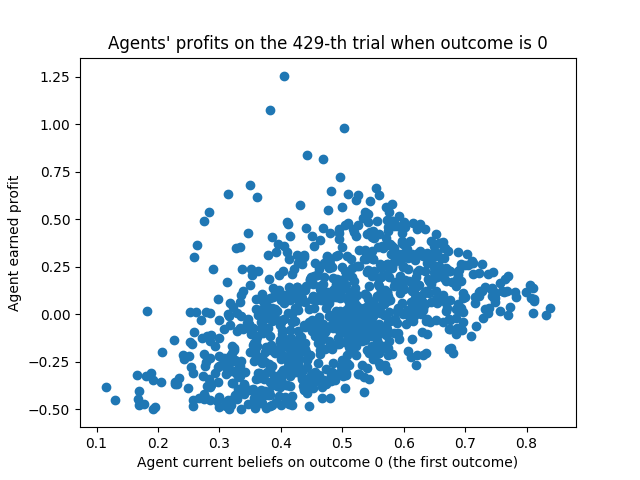 Agents' profits on the 429-th trial when outcome is 0
1.25
1.00
0.75
0.50
0.25
0.00
−0.25
−0.50
Agent earned profit
0.1 0.2 0.3 0.4 0.5 0.6 0.7 0.8
Agent current beliefs on outcome 0 (the first outcome)